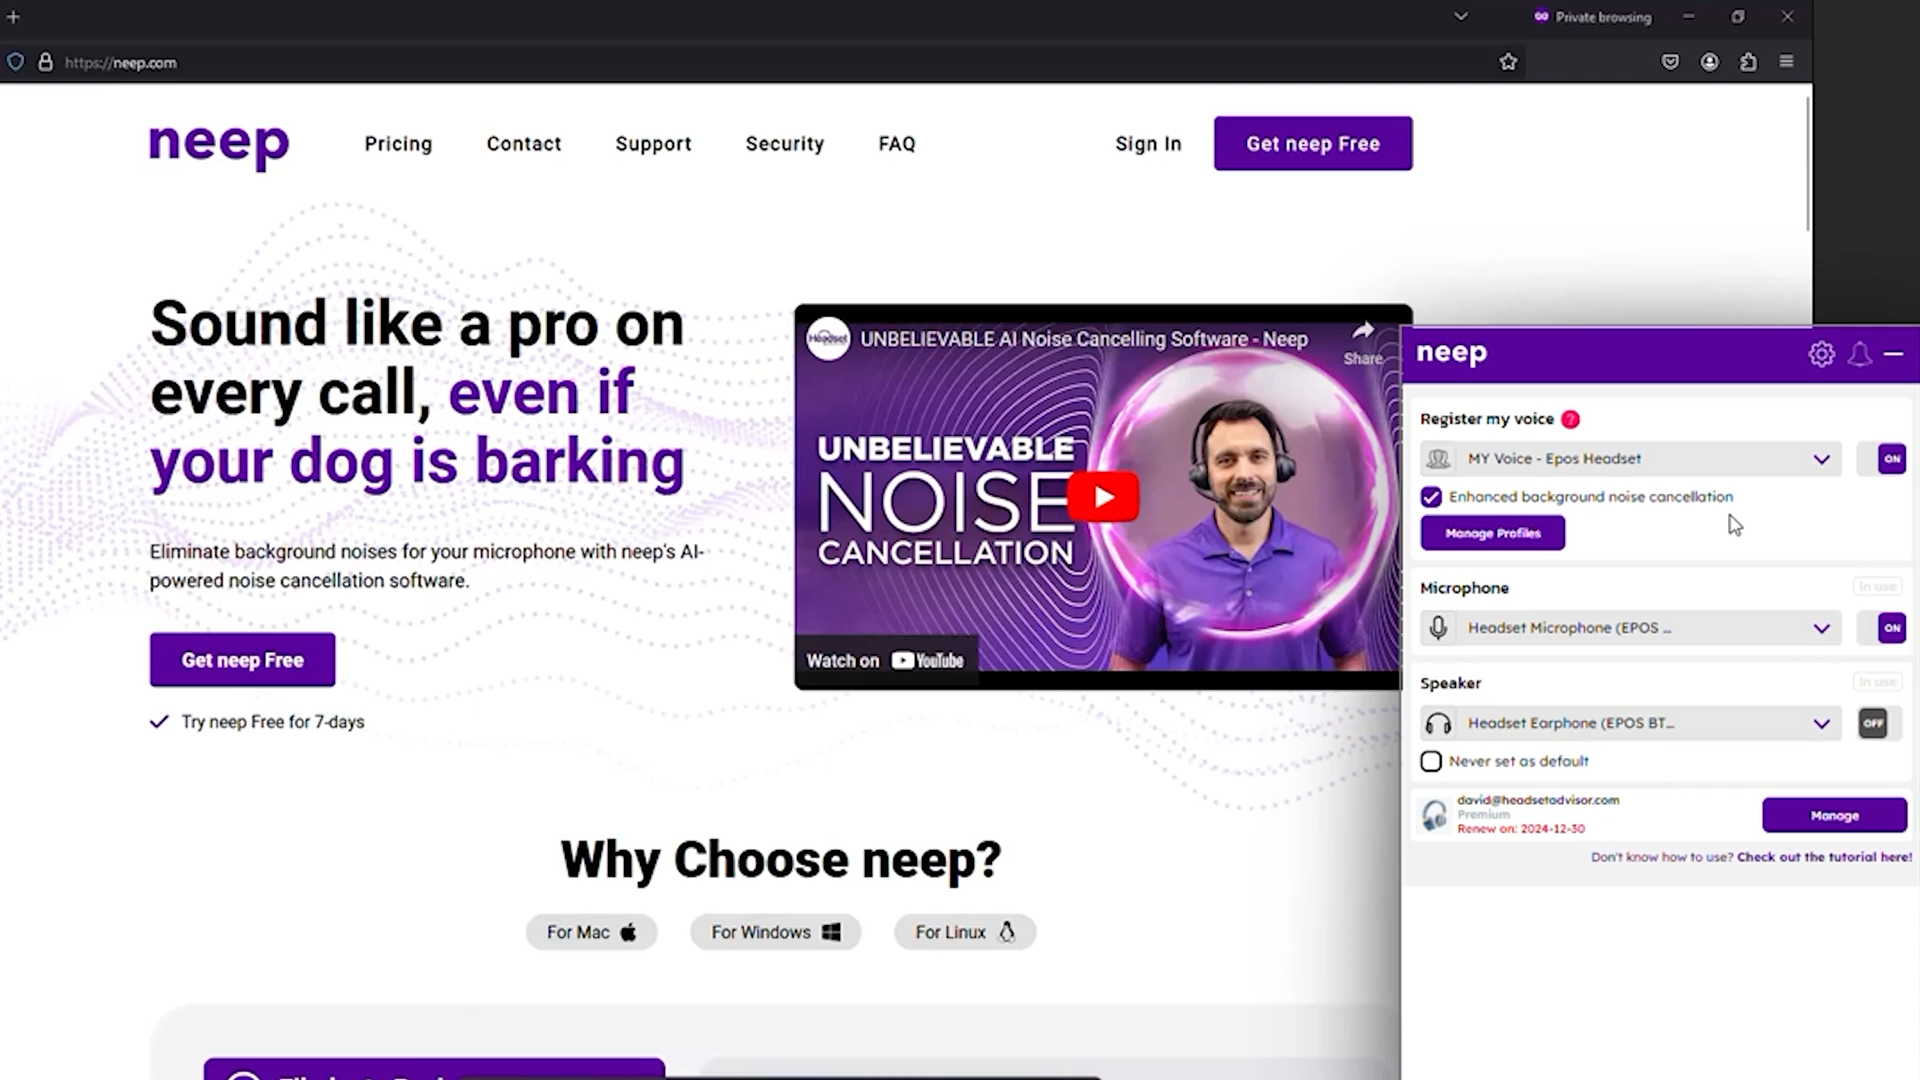 Private browsing
https://neep.com
neep
Pricing
Contact
Support
Security
FAQ
Sign In
Get neep Free
Sound like a pro on
every call, even if
your dog is barking
Eliminate background noises for your microphone with neep's AI-
powered noise cancellation software.
Get neep Free
Try neep Free for 7-days
Headset
UNBELIEVABLE AI Noise Cancelling Software - Neep
Share
UNBELIEVABLE
NOISE
CANCELLATION
Watch on YouTube
neep
Register my voice ?
MY Voice - Epos Headset
ON
Enhanced background noise cancellation
Manage Profiles
Microphone
In use
Headset Microphone (EPOS ...
ON
Speaker
In use
Headset Earphone (EPOS BT...
OFF
Never set as default
david@headsetadvisor.com
Premium
Renew on: 2024-12-30
Manage
Don't know how to use? Check out the tutorial here!
Why Choose neep?
For Mac
For Windows
For Linux